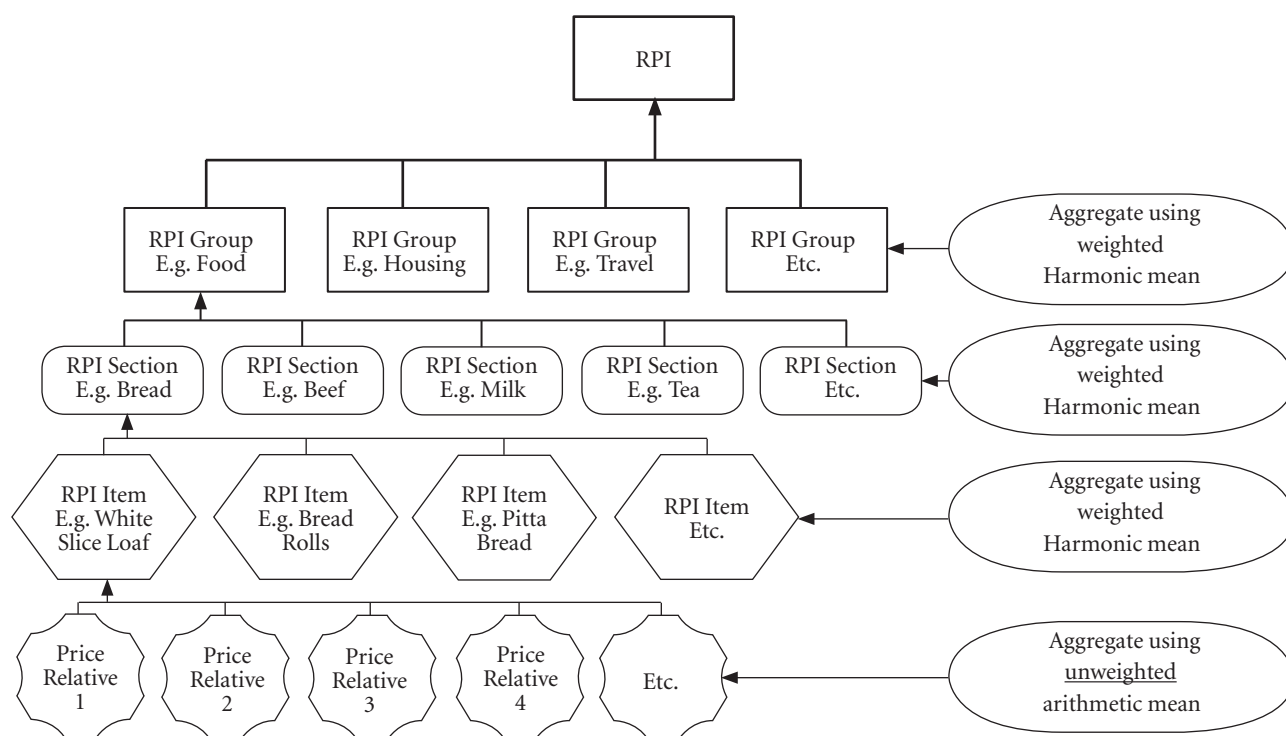 RPI
RPI Group
E.g. Food
RPI Group
E.g. Housing
RPI Group
E.g. Travel
RPI Group
Etc.
Aggregate using
weighted
Harmonic mean
RPI Section
E.g. Bread
RPI Section
E.g. Beef
RPI Section
E.g. Milk
RPI Section
E.g. Tea
RPI Section
Etc.
Aggregate using
weighted
Harmonic mean
RPI Item
E.g. White
Slice Loaf
RPI Item
E.g. Bread
Rolls
RPI Item
E.g. Pitta
Bread
RPI Item
Etc.
Aggregate using
weighted
Harmonic mean
Price
Relative
1
Price
Relative
2
Price
Relative
3
Price
Relative
4
Etc.
Aggregate using
unweighted
arithmetic mean